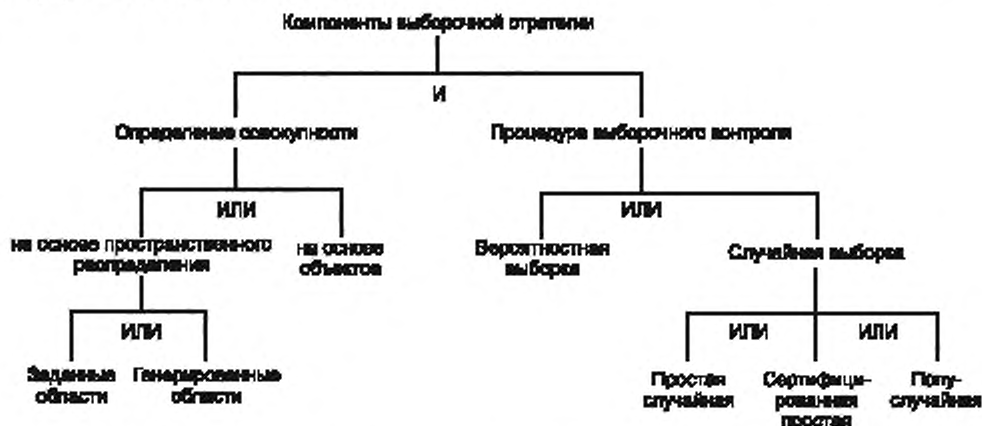 Компоненты выборочной стратегии
И
Определение совокупности
Процедура выборочного контроля
ИЛИ
ИЛИ
на основе пространственного
распределения
на основе
объектов
Вероятностная
выборка
Случайная выборка
ИЛИ
ИЛИ
ИЛИ
Заданные
области
Генерированные
области
Простая
случайная
Сертифици-
рованная
простая
Полу-
случайная